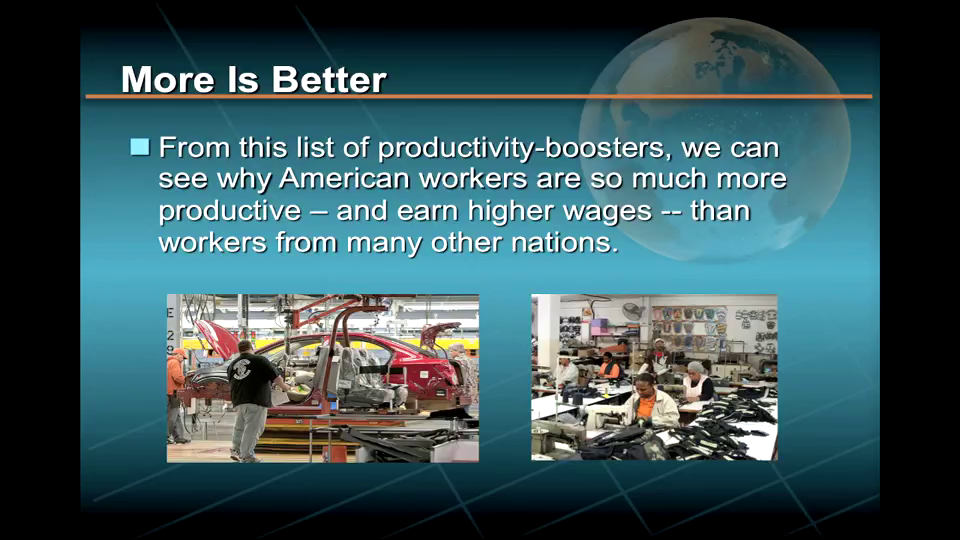 More Is Better
From this list of productivity-boosters, we can
see why American workers are so much more
productive – and earn higher wages -- than
workers from many other nations.
E
2